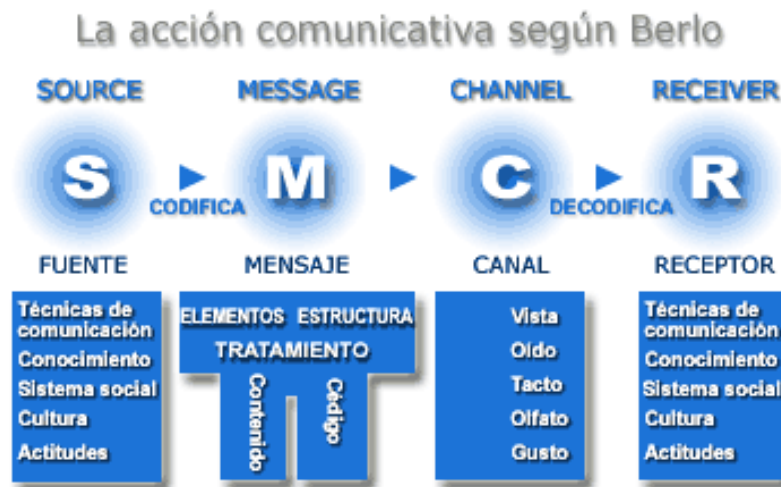 La acción comunicativa según Berlo
SOURCE MESSAGE CHANNEL RECEIVER
S M C R
CODIFICA DECODIFICA
FUENTE MENSAJE CANAL RECEPTOR
Técnicas de
comunicación
Conocimiento
Sistema social
Cultura
Actitudes
ELEMENTOS ESTRUCTURA
TRATAMIENTO
Contenido
Código
Vista
Oído
Tacto
Olfato
Gusto
Técnicas de
comunicación
Conocimiento
Sistema social
Cultura
Actitudes